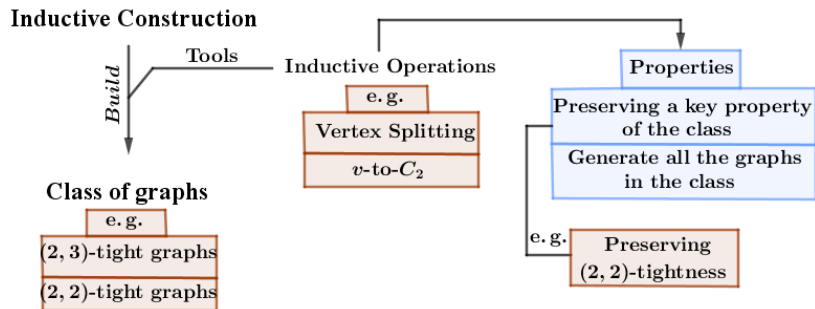 Inductive Construction
Build
Tools
Inductive Operations
e. g.
Vertex Splitting
v-to-C₂
Properties
Preserving a key property
of the class
Generate all the graphs
in the class
e. g.
Preserving
(2, 2)-tightness
Class of graphs
e. g.
(2, 3)-tight graphs
(2, 2)-tight graphs